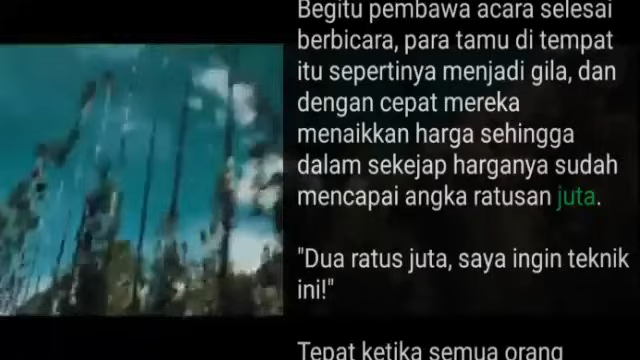 Begitu pembawa acara selesai
berbicara, para tamu di tempat
itu sepertinya menjadi gila, dan
dengan cepat mereka
menaikkan harga sehingga
dalam sekejap harganya sudah
mencapai angka ratusan juta.
"Dua ratus juta, saya ingin teknik
ini!"
Tepat ketika semua orang